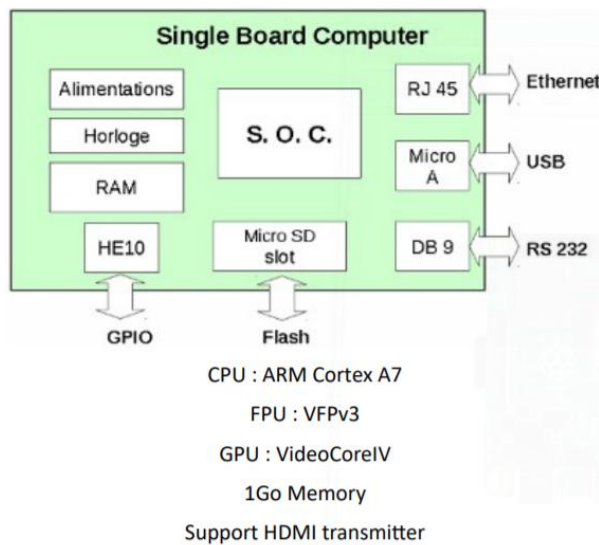 Single Board Computer
Alimentations
Horloge
RAM
HE10
S. O. C.
Micro SD
slot
RJ 45
Micro
A
DB 9
Ethernet
USB
RS 232
GPIO
Flash
CPU : ARM Cortex A7
FPU : VFPv3
GPU : VideoCoreIV
1Go Memory
Support HDMI transmitter